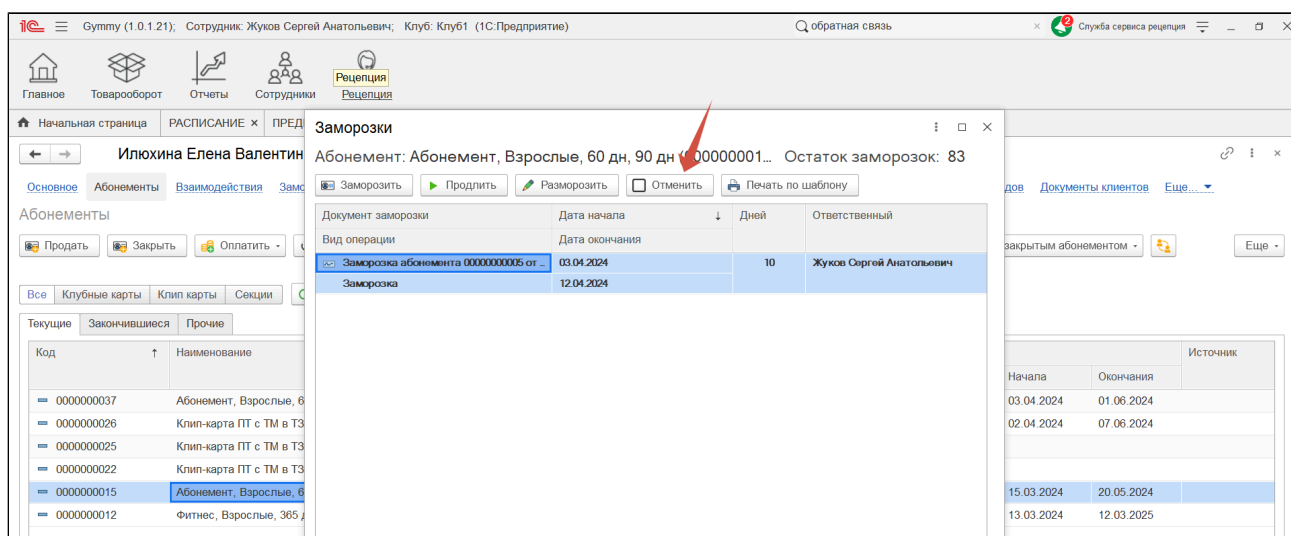 Gymmy (1.0.1.21); Сотрудник: Жуков Сергей Анатольевич; Клуб: Клуб1 (1С:Предприятие) обратная связь × 2 Служба сервиса рецепция
Главное Товарооборот Отчеты Сотрудники Рецепция Рецепция
Начальная страница РАСПИСАНИЕ × ПРЕД
Заморозки
Илюхина Елена Валентин
Абонемент: Абонемент, Взрослые, 60 дн, 90 дн (000000001... Остаток заморозок: 83
Основное Абонементы Взаимодействия Замо
Заморозить Продлить Разморозить Отменить Печать по шаблону
дов Документы клиентов Еще...
Абонементы
Документ заморозки Дата начала ↓ Дней Ответственный
Вид операции Дата окончания
Продать Закрыть Оплатить
закрытым абонементом Еще
Заморозка абонемента 0000000005 от ... 03.04.2024 10 Жуков Сергей Анатольевич
Заморозка 12.04.2024
Все Клубные карты Клип карты Секции
Текущие Закончившиеся Прочие
Код ↑ Наименование Источник
Начала Окончания
0000000037 Абонемент, Взрослые, 6 03.04.2024 01.06.2024
0000000026 Клип-карта ПТ с ТМ в ТЗ 02.04.2024 07.06.2024
0000000025 Клип-карта ПТ с ТМ в ТЗ
0000000022 Клип-карта ПТ с ТМ в ТЗ
0000000015 Абонемент, Взрослые, 6 15.03.2024 20.05.2024
0000000012 Фитнес, Взрослые, 365 13.03.2024 12.03.2025